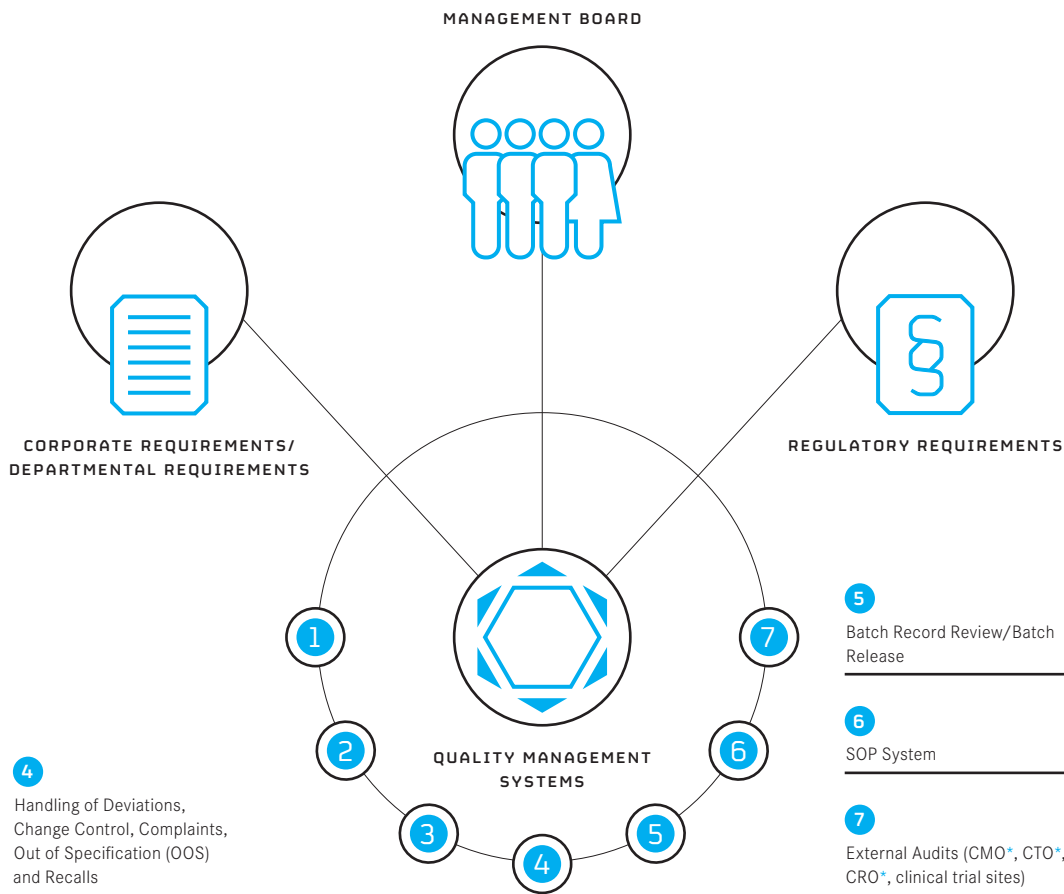 MANAGEMENT BOARD
CORPORATE REQUIREMENTS/
DEPARTMENTAL REQUIREMENTS
REGULATORY REQUIREMENTS
§
1
2
3
4
5
6
7
QUALITY MANAGEMENT
SYSTEMS
4
Handling of Deviations,
Change Control, Complaints,
Out of Specification (OOS)
and Recalls
5
Batch Record Review/Batch
Release
6
SOP System
7
External Audits (CMO*, CTO*,
CRO*, clinical trial sites)